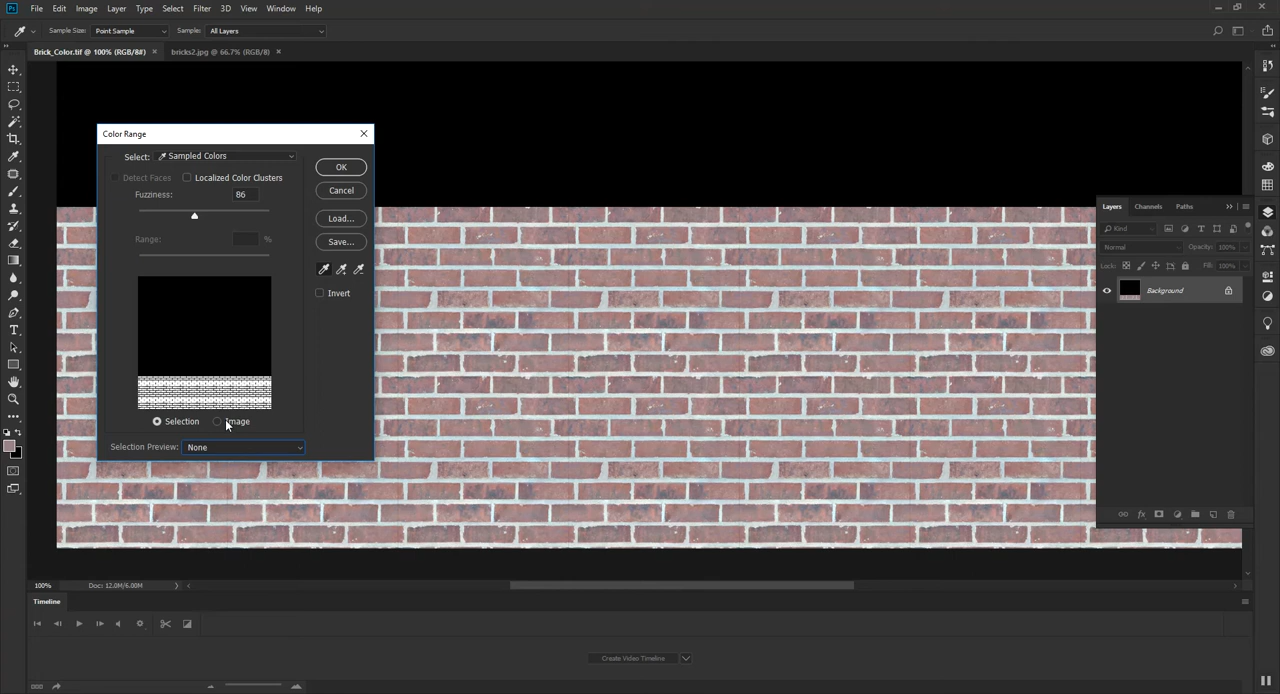 Ps File Edit Image Layer Type Select Filter 3D View Window Help
Sample Size: Point Sample Sample: All Layers
Brick_Color.tif @ 100% (RGB/8#) × bricks2.jpg @ 66.7% (RGB/8) ×
Color Range
Select: Sampled Colors
Detect Faces Localized Color Clusters
Fuzziness: 86
Range: %
OK
Cancel
Load...
Save...
Invert
Selection Image
Selection Preview: None
Layers Channels Paths
Kind
Normal Opacity: 100%
Lock: Fill: 100%
Background
100% Doc: 12.0M/6.00M
Timeline
Create Video Timeline